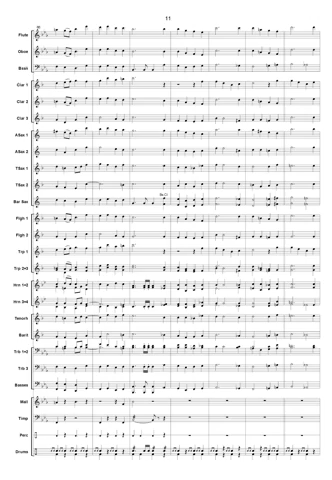 11
Flute
Oboe
Bsn
Clar 1
Clar 2
Clar 3
ASax 1
ASax 2
TSax 1
TSax 2
Bar Sax
Flgh 1
Flgh 2
Trp 1
Trp 2+3
Hrn 1+2
Hrn 3+4
Tenor
Bari
Trb 1+2
Trb 3
Basses
Mall
Timp
Perc
Drums